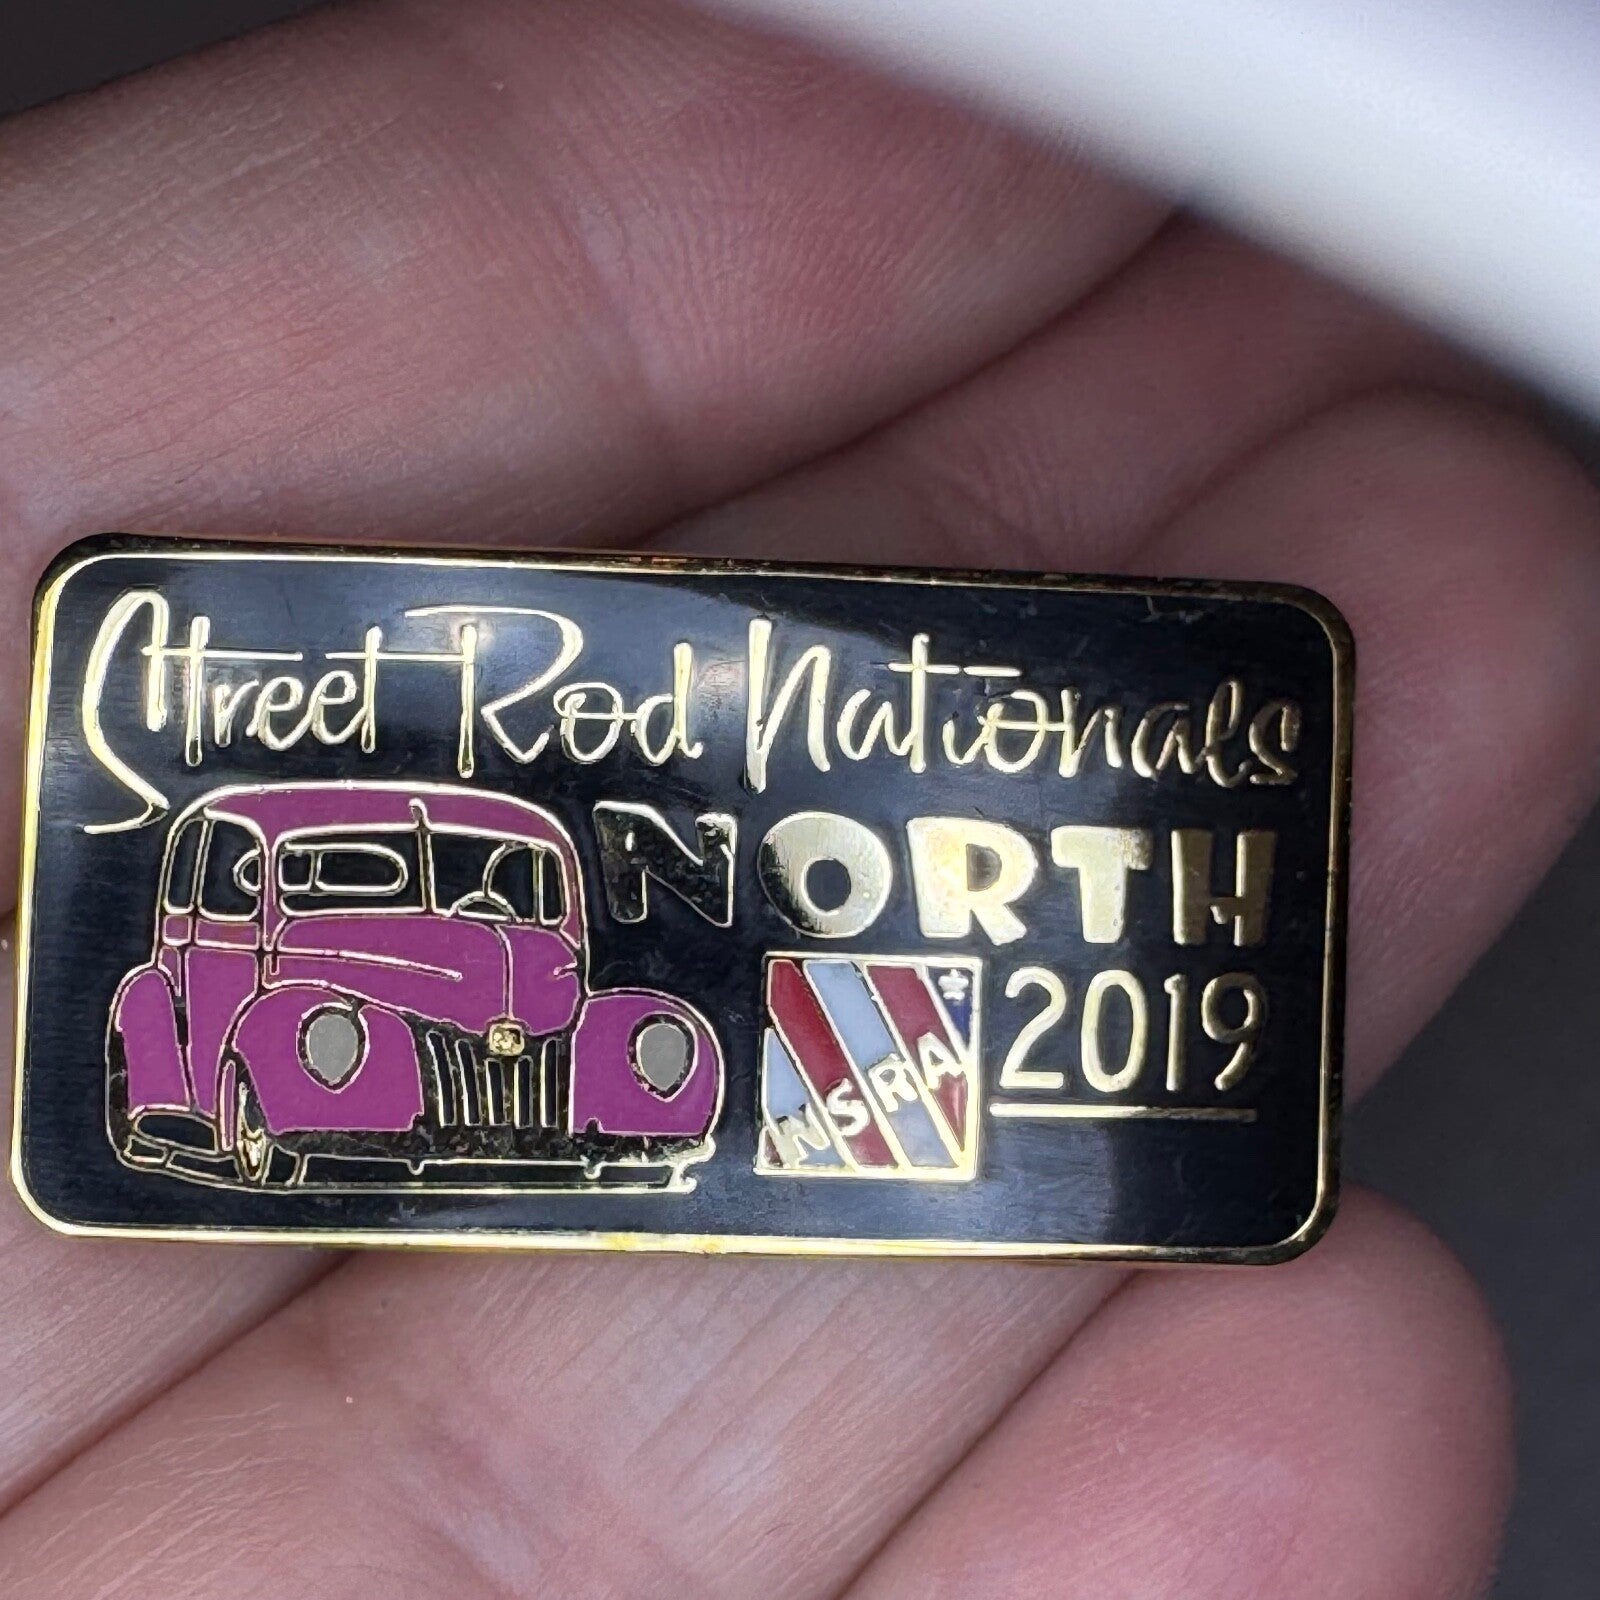 Street Rod Nationals
NORTH
NSRA
2019